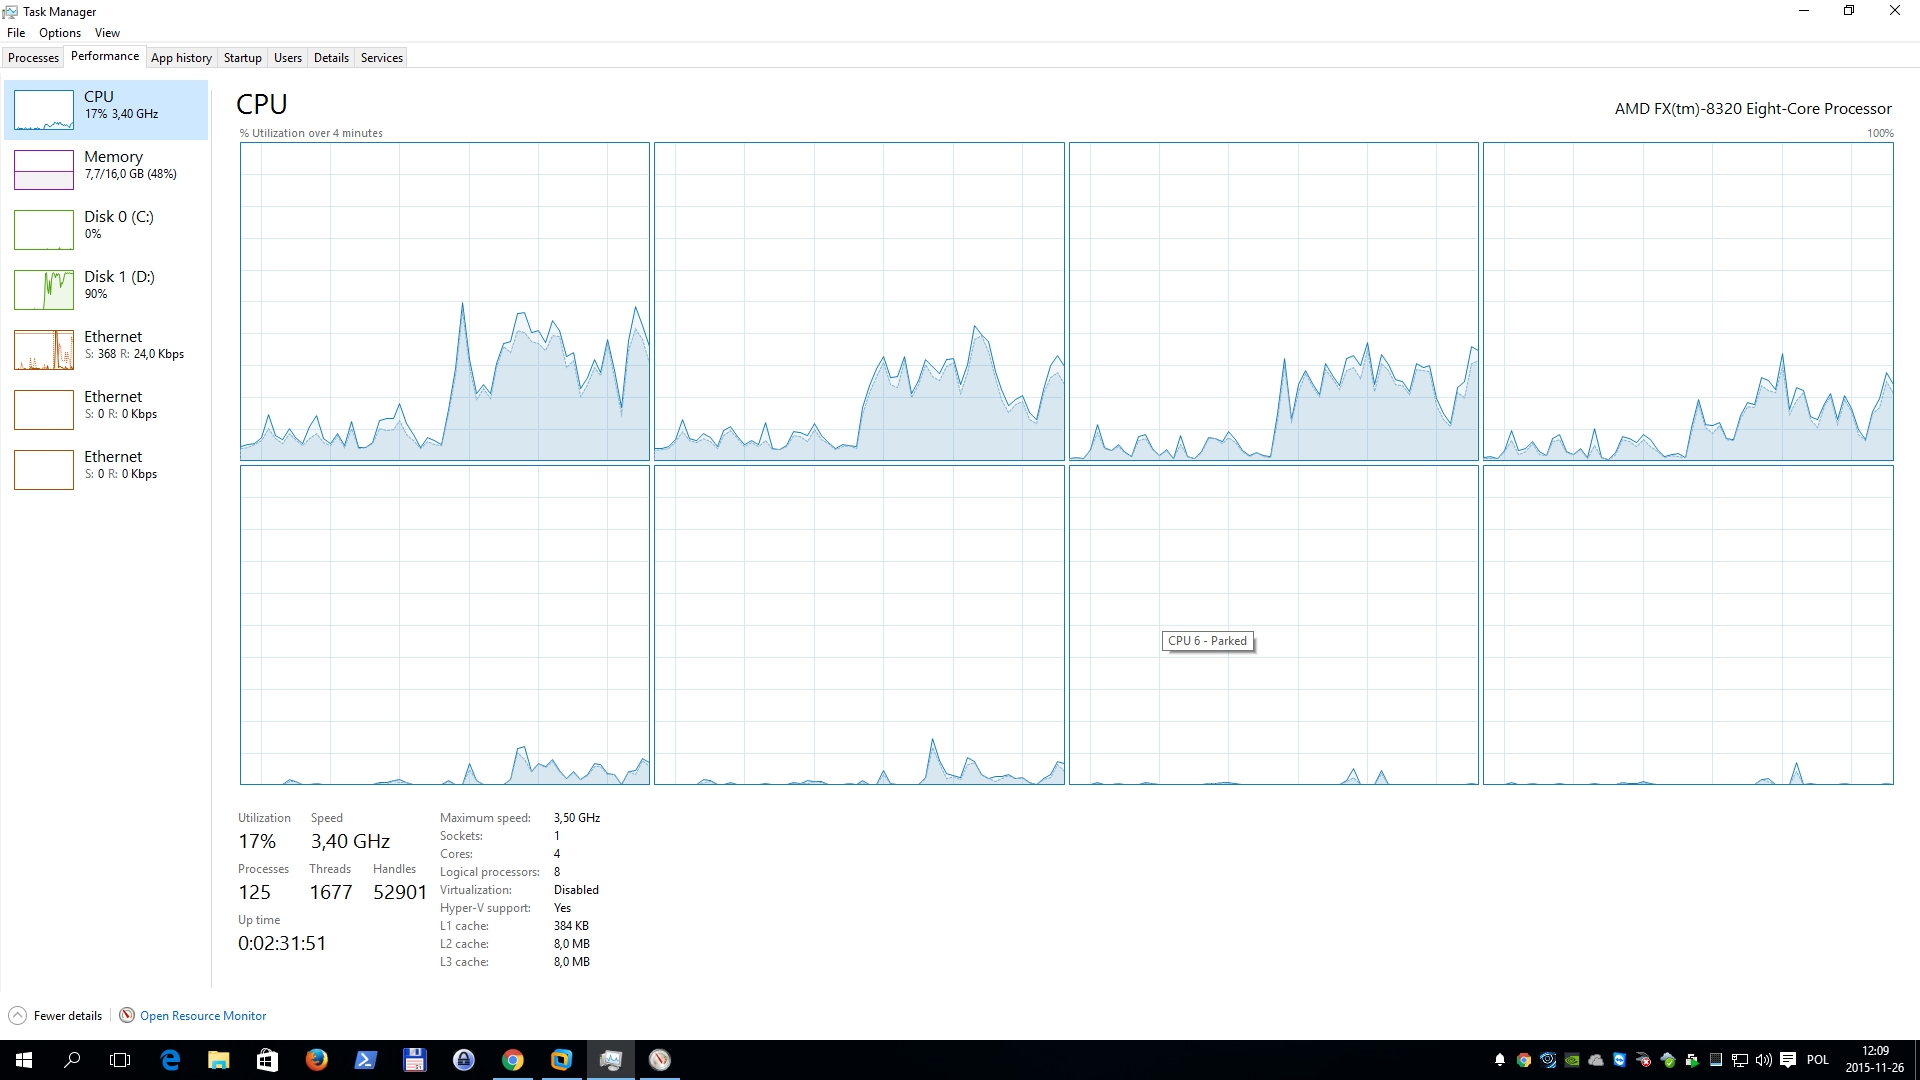 Task Manager
File Options View
Processes Performance App history Startup Users Details Services
CPU
17% 3,40 GHz
Memory
7,7/16,0 GB (48%)
Disk 0 (C:)
0%
Disk 1 (D:)
90%
Ethernet
S: 368 R: 24,0 Kbps
Ethernet
S: 0 R: 0 Kbps
Ethernet
S: 0 R: 0 Kbps
CPU
AMD FX(tm)-8320 Eight-Core Processor
% Utilization over 4 minutes
100%
CPU 6 - Parked
Utilization Speed
17% 3,40 GHz
Processes Threads Handles
125 1677 52901
Up time
0:02:31:51
Maximum speed: 3,50 GHz
Sockets: 1
Cores: 4
Logical processors: 8
Virtualization: Disabled
Hyper-V support: Yes
L1 cache: 384 KB
L2 cache: 8,0 MB
L3 cache: 8,0 MB
Fewer details
Open Resource Monitor
POL
12:09
2015-11-26